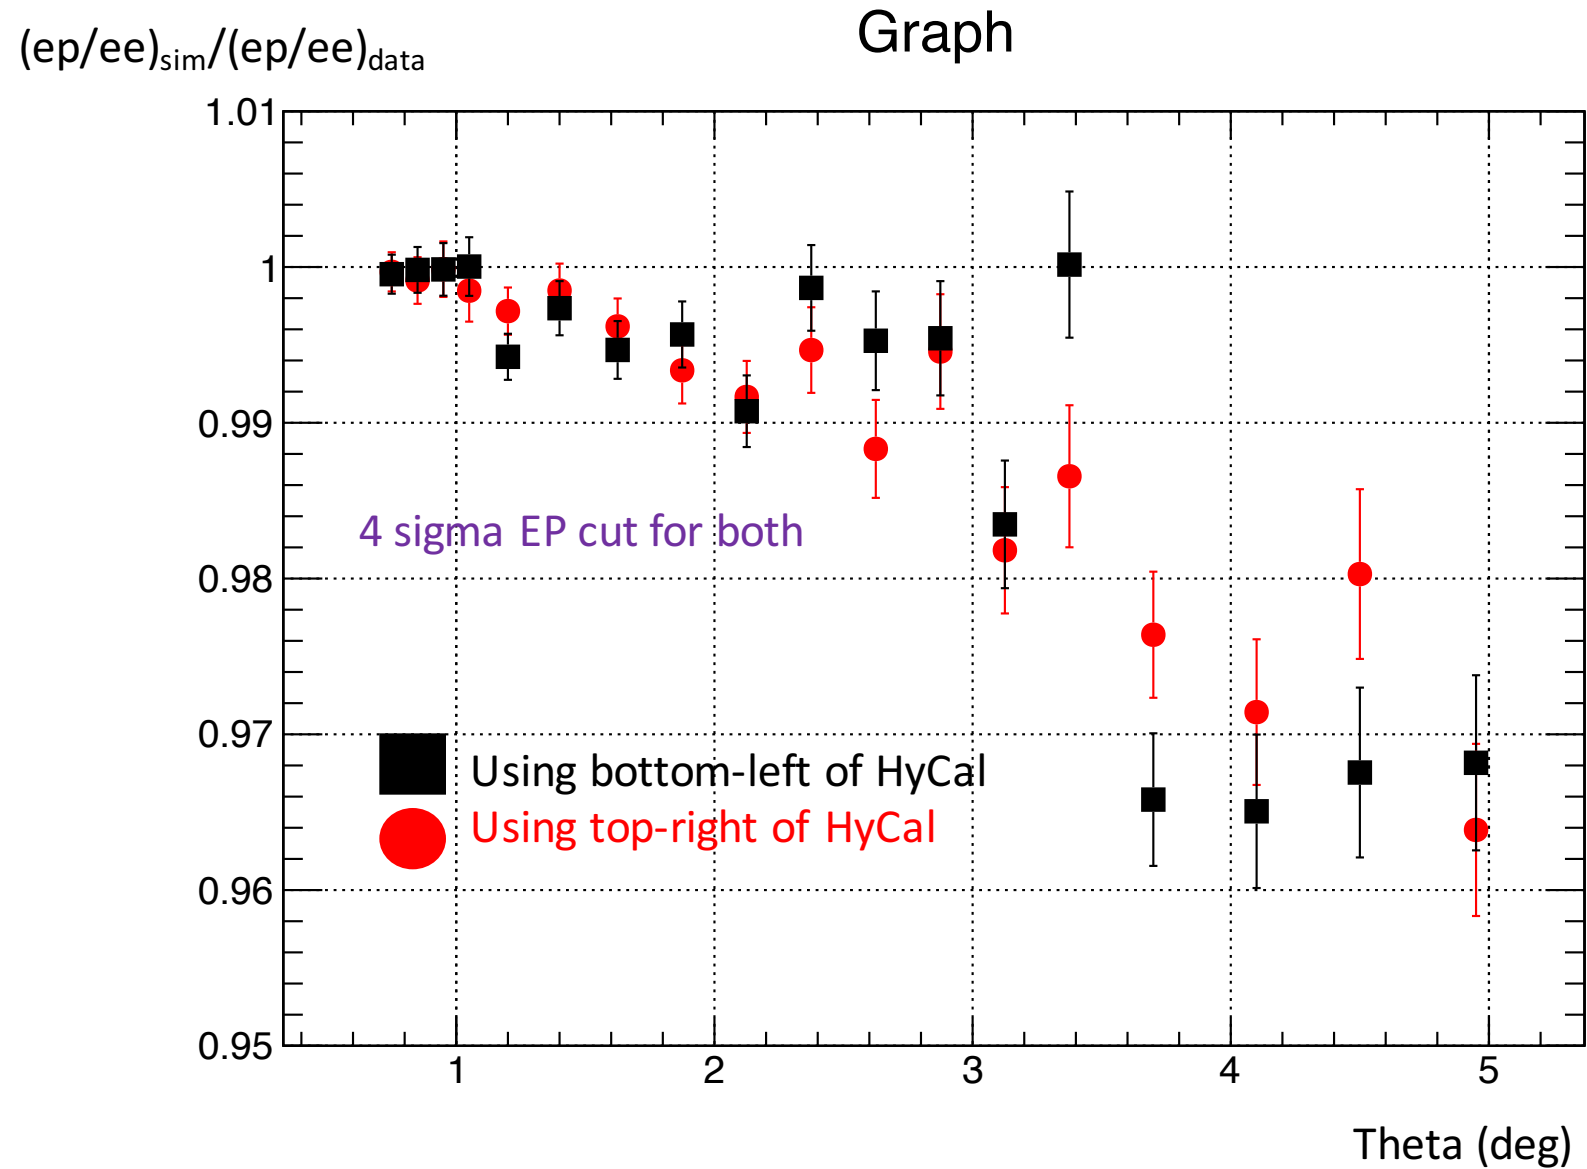 Graph
(ep/ee)sim/(ep/ee)data
1.01
1
0.99
0.98
0.97
0.96
0.95
4 sigma EP cut for both
Using bottom-left of HyCal
Using top-right of HyCal
1 2 3 4 5
Theta (deg)